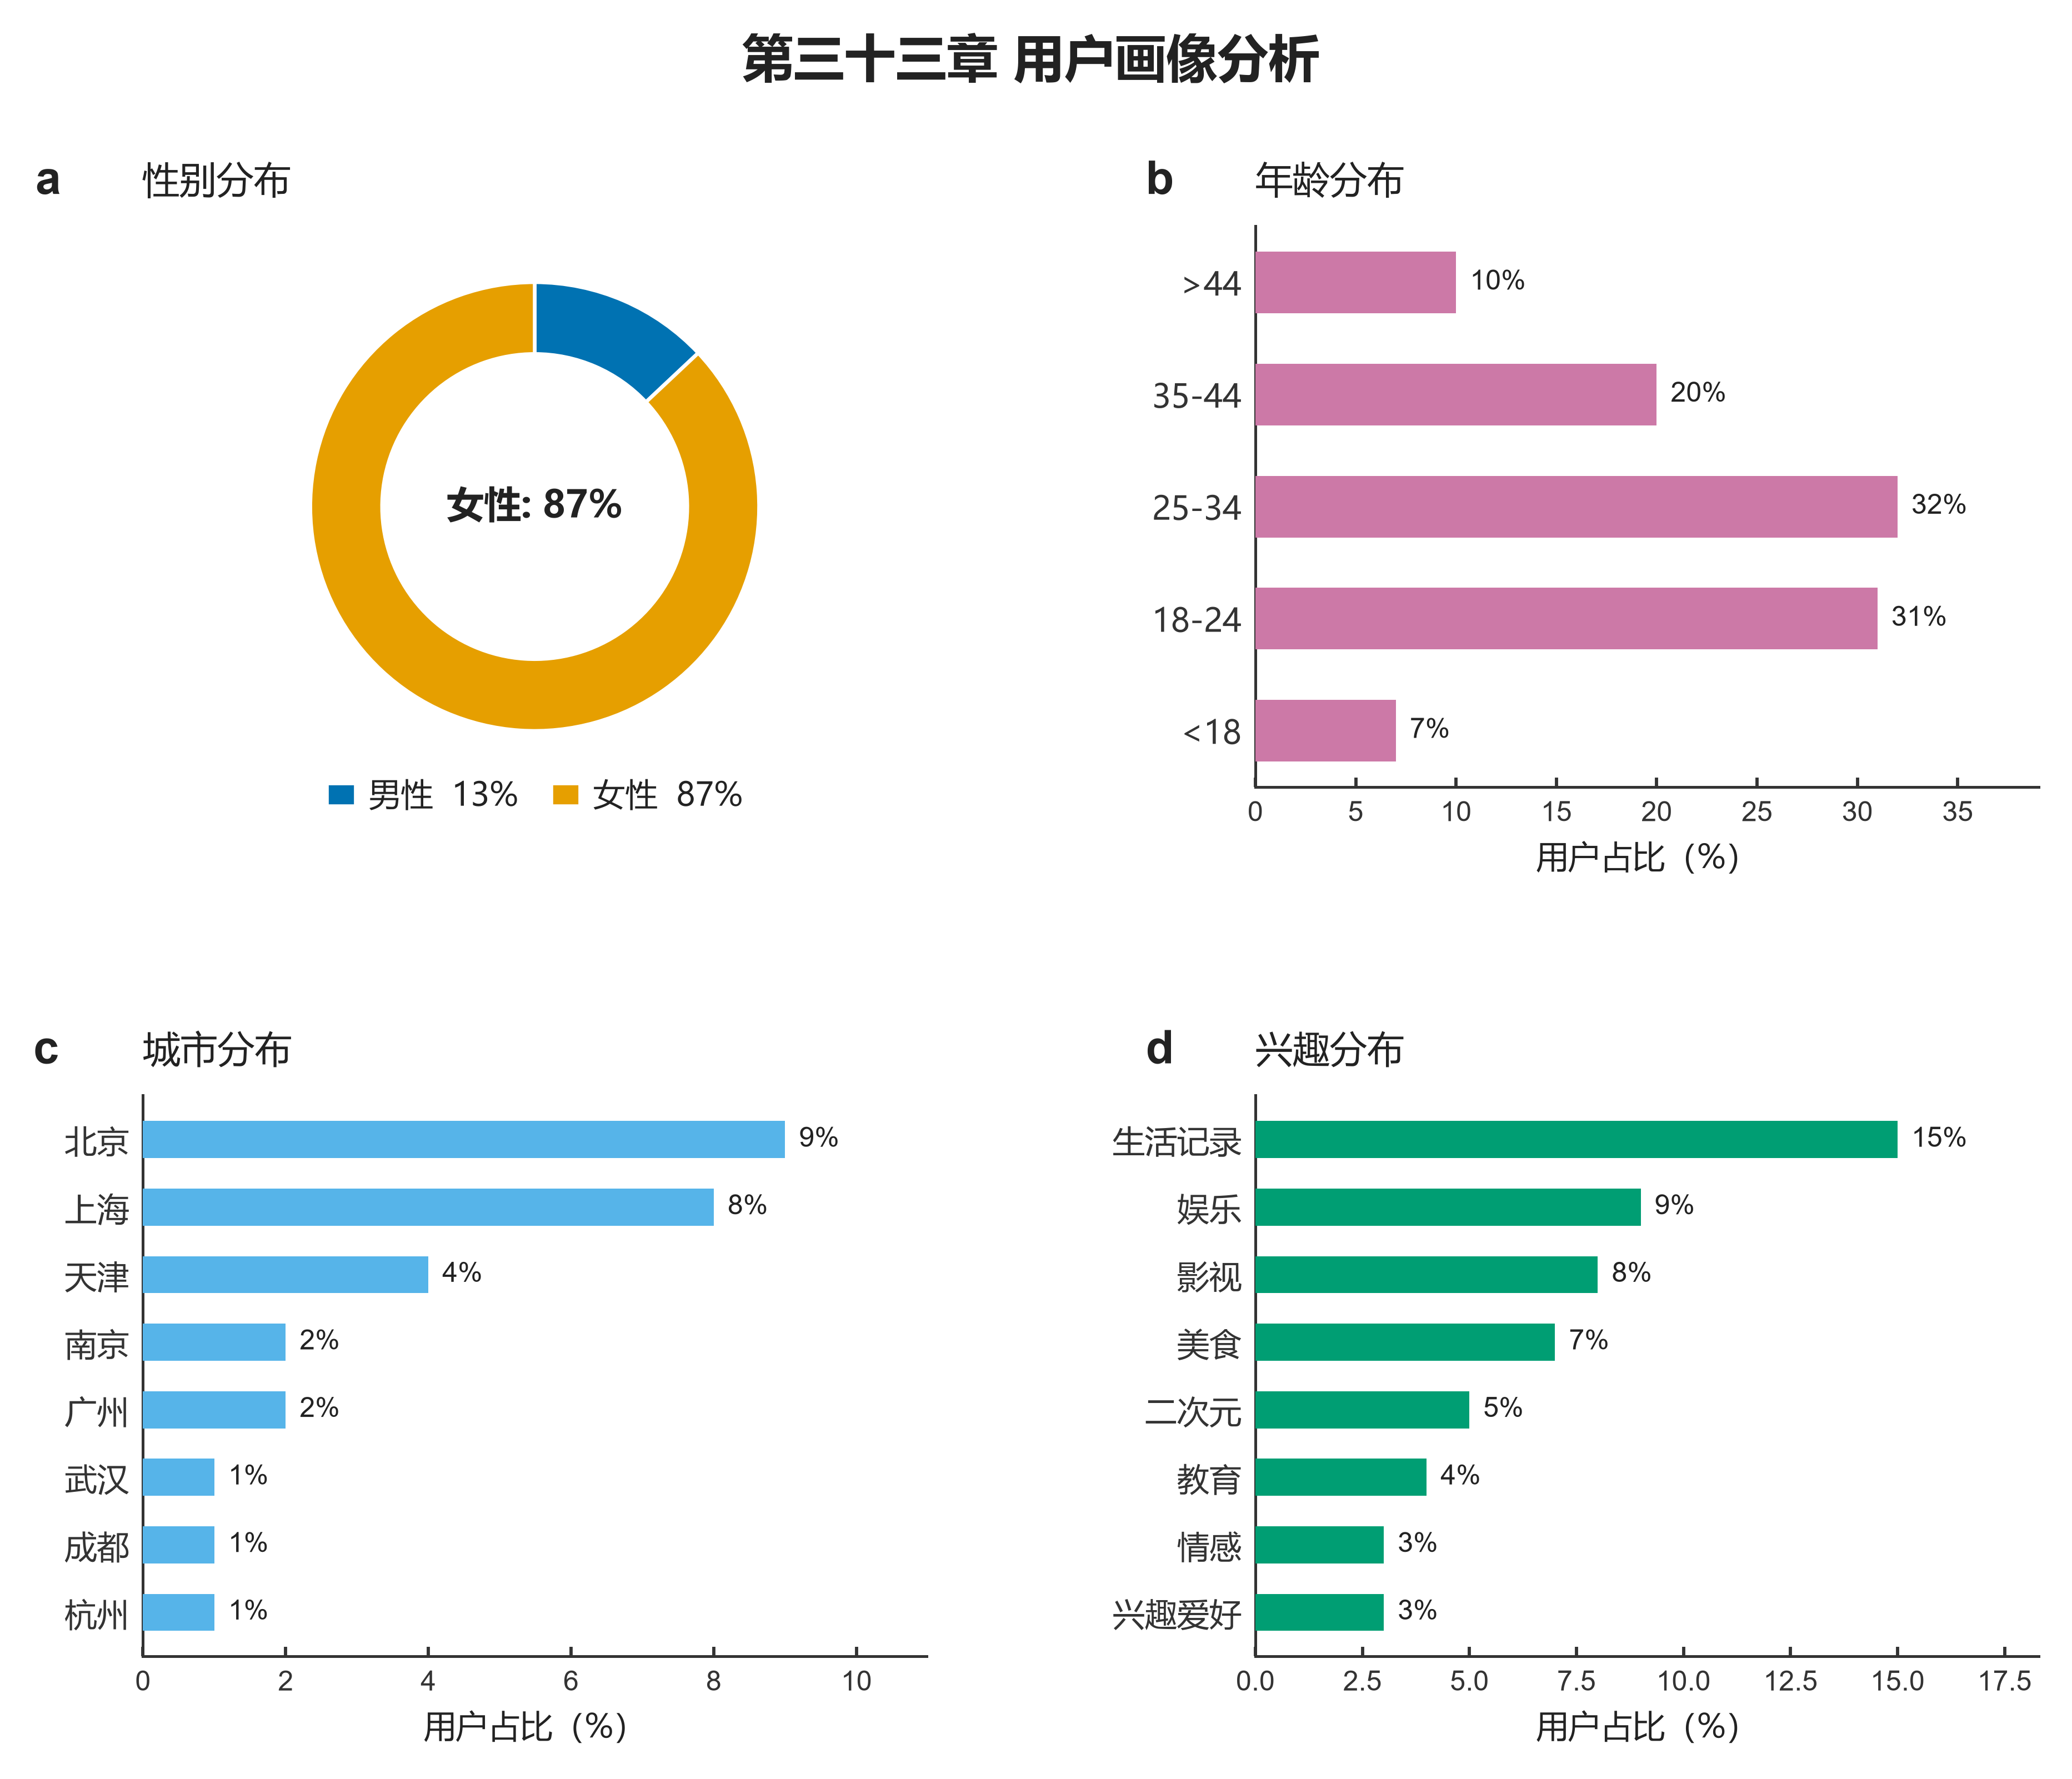 第三十三章 用户画像分析
a 性别分布
女性: 87%
男性 13% 女性 87%
b 年龄分布
>44 10%
35-44 20%
25-34 32%
18-24 31%
<18 7%
0 5 10 15 20 25 30 35
用户占比（%）
c 城市分布
北京 9%
上海 8%
天津 4%
南京 2%
广州 2%
武汉 1%
成都 1%
杭州 1%
0 2 4 6 8 10
用户占比（%）
d 兴趣分布
生活记录 15%
娱乐 9%
影视 8%
美食 7%
二次元 5%
教育 4%
情感 3%
兴趣爱好 3%
0.0 2.5 5.0 7.5 10.0 12.5 15.0 17.5
用户占比（%）